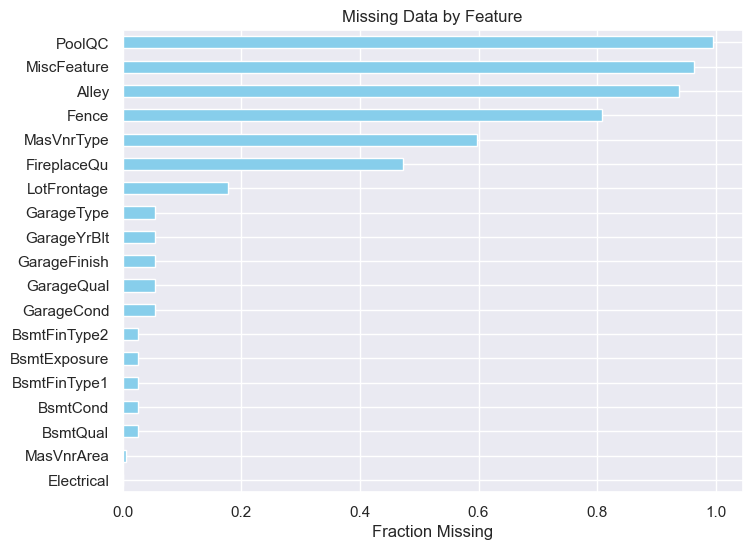 Missing Data by Feature
PoolQC
MiscFeature
Alley
Fence
MasVnrType
FireplaceQu
LotFrontage
GarageType
GarageYrBlt
GarageFinish
GarageQual
GarageCond
BsmtFinType2
BsmtExposure
BsmtFinType1
BsmtCond
BsmtQual
MasVnrArea
Electrical
0.0 0.2 0.4 0.6 0.8 1.0
Fraction Missing